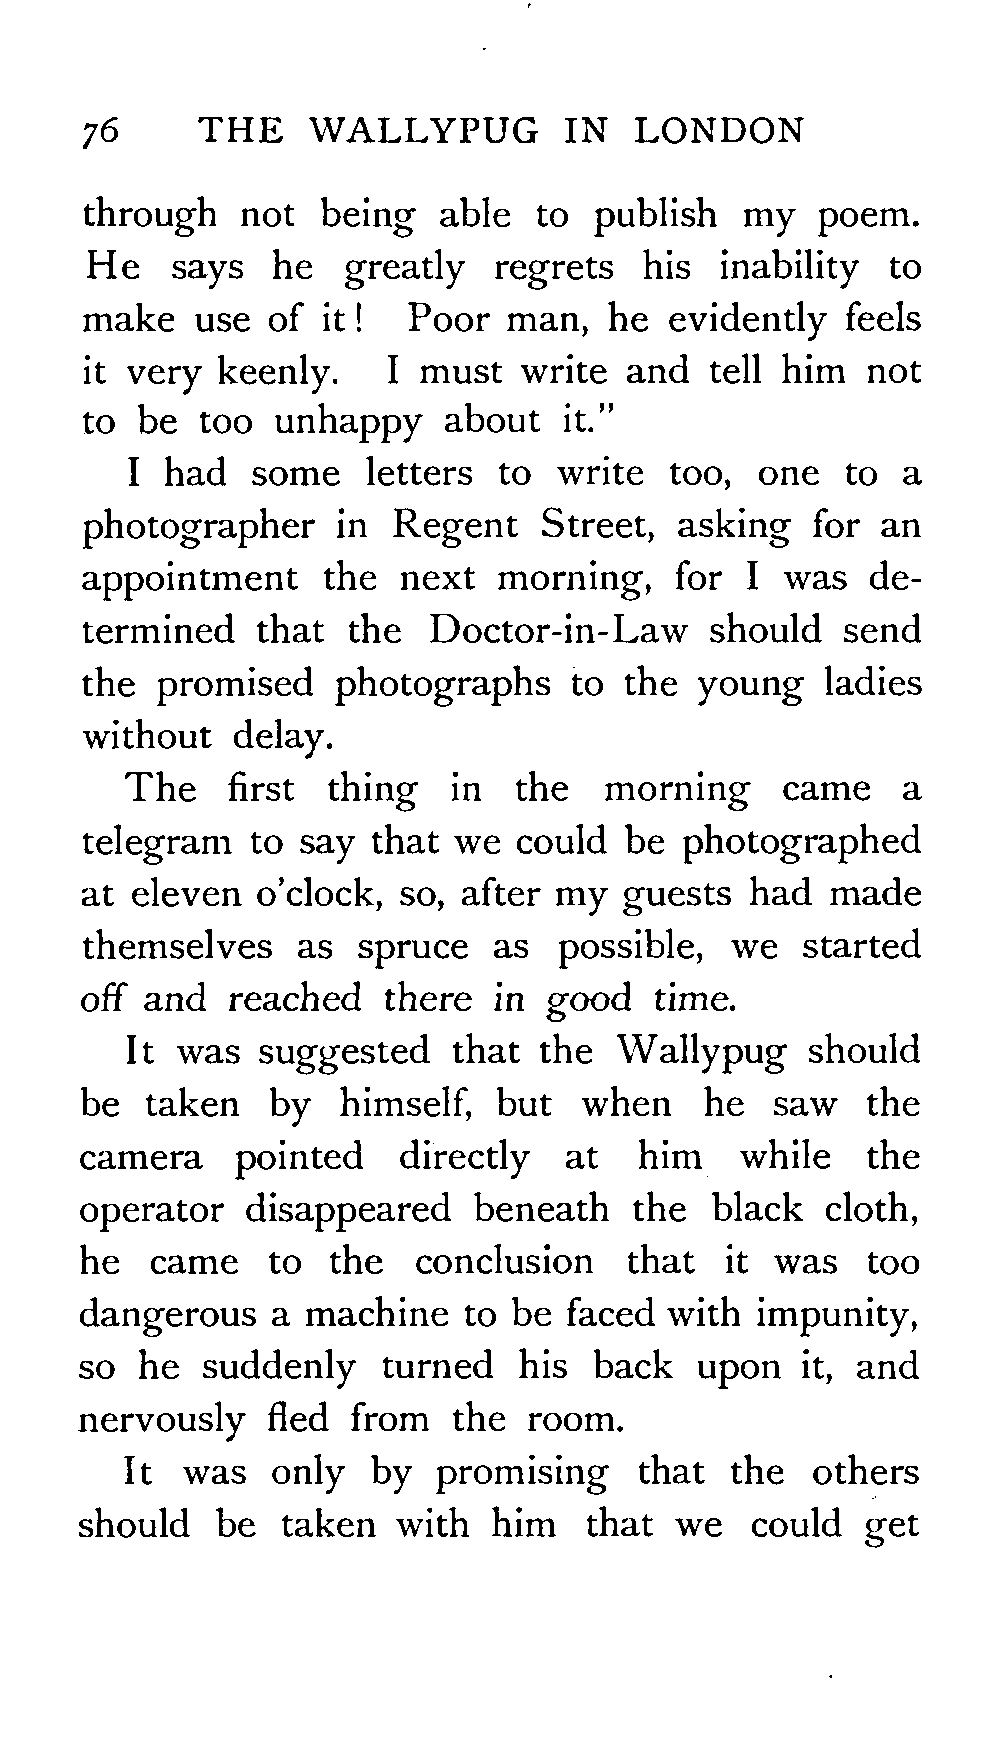 76 THE WALLYPUG IN LONDON
through not being able to publish my poem.
He says he greatly regrets his inability to
make use of it! Poor man, he evidently feels
it very keenly. I must write and tell him not
to be too unhappy about it."
I had some letters to write too, one to a
photographer in Regent Street, asking for an
appointment the next morning, for I was de-
termined that the Doctor-in-Law should send
the promised photographs to the young ladies
without delay.
The first thing in the morning came a
telegram to say that we could be photographed
at eleven o'clock, so, after my guests had made
themselves as spruce as possible, we started
off and reached there in good time.
It was suggested that the Wallypug should
be taken by himself, but when he saw the
camera pointed directly at him while the
operator disappeared beneath the black cloth,
he came to the conclusion that it was too
dangerous a machine to be faced with impunity,
so he suddenly turned his back upon it, and
nervously fled from the room.
It was only by promising that the others
should be taken with him that we could get